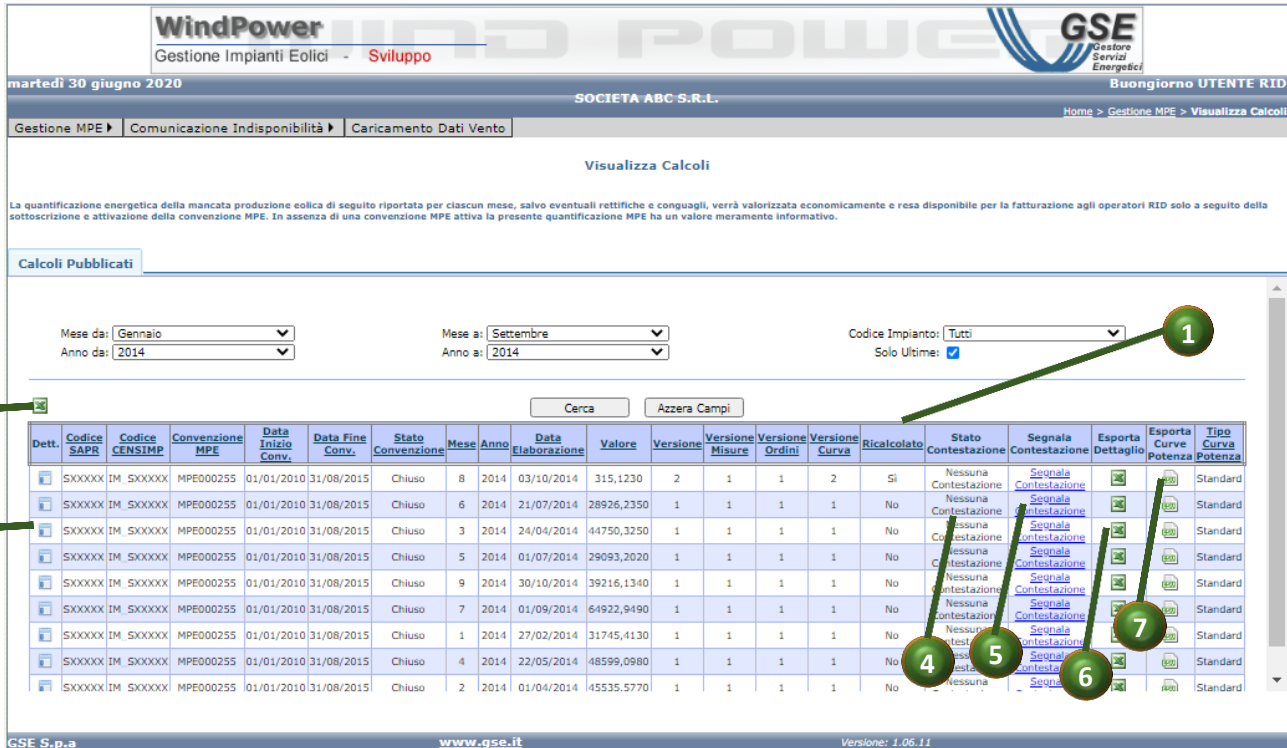 WIND POWER
WindPower
Gestione Impianti Eolici - Sviluppo
GSE
Gestore
Servizi
Energetici
martedì 30 giugno 2020
Buongiorno UTENTE RID
SOCIETA ABC S.R.L.
Home > Gestione MPE > Visualizza Calcoli
Gestione MPE Comunicazione Indisponibilità Caricamento Dati Vento
Visualizza Calcoli
La quantificazione energetica della mancata produzione eolica di seguito riportata per ciascun mese, salvo eventuali rettifiche e conguagli, verrà valorizzata economicamente e resa disponibile per la fatturazione agli operatori RID solo a seguito della
sottoscrizione e attivazione della convenzione MPE. In assenza di una convenzione MPE attiva la presente quantificazione MPE ha un valore meramente informativo.
Calcoli Pubblicati
Mese da: Gennaio Mese a: Settembre Codice Impianto: Tutti
Anno da: 2014 Anno a: 2014 Solo Ultime:
1
Cerca Azzera Campi
Dett. Codice SAPR Codice CENSIMP Convenzione MPE Data Inizio Conv. Data Fine Conv. Stato Convenzione Mese Anno Data Elaborazione Valore Versione Versione Misure Versione Ordini Versione Curva Ricalcolato Stato Contestazione Segnala Contestazione Esporta Dettaglio Esporta Curve Potenza Tipo Curva Potenza
SXXXXX IM_SXXXXX MPE000255 01/01/2010 31/08/2015 Chiuso 8 2014 03/10/2014 315,1230 2 1 1 2 Sì Nessuna Contestazione Segnala Contestazione Standard
SXXXXX IM_SXXXXX MPE000255 01/01/2010 31/08/2015 Chiuso 6 2014 21/07/2014 28926,2350 1 1 1 1 No Nessuna Contestazione Segnala Contestazione Standard
SXXXXX IM_SXXXXX MPE000255 01/01/2010 31/08/2015 Chiuso 3 2014 24/04/2014 44750,3250 1 1 1 1 No Nessuna Contestazione Segnala Contestazione Standard
SXXXXX IM_SXXXXX MPE000255 01/01/2010 31/08/2015 Chiuso 5 2014 01/07/2014 29093,2020 1 1 1 1 No Nessuna Contestazione Segnala Contestazione Standard
SXXXXX IM_SXXXXX MPE000255 01/01/2010 31/08/2015 Chiuso 9 2014 30/10/2014 39216,1340 1 1 1 1 No Nessuna Contestazione Segnala Contestazione Standard
SXXXXX IM_SXXXXX MPE000255 01/01/2010 31/08/2015 Chiuso 7 2014 01/09/2014 64922,9490 1 1 1 1 No Nessuna Contestazione Segnala Contestazione Standard
SXXXXX IM_SXXXXX MPE000255 01/01/2010 31/08/2015 Chiuso 1 2014 27/02/2014 31745,4130 1 1 1 1 No Nessuna Segnala Contestazione Standard
SXXXXX IM_SXXXXX MPE000255 01/01/2010 31/08/2015 Chiuso 4 2014 22/05/2014 48599,0980 1 1 1 1 No Segnala Standard
SXXXXX IM_SXXXXX MPE000255 01/01/2010 31/08/2015 Chiuso 2 2014 01/04/2014 45535,5770 1 1 1 1 No Nessuna Standard
4
5
6
7
GSE S.p.a www.gse.it Versione: 1.06.11